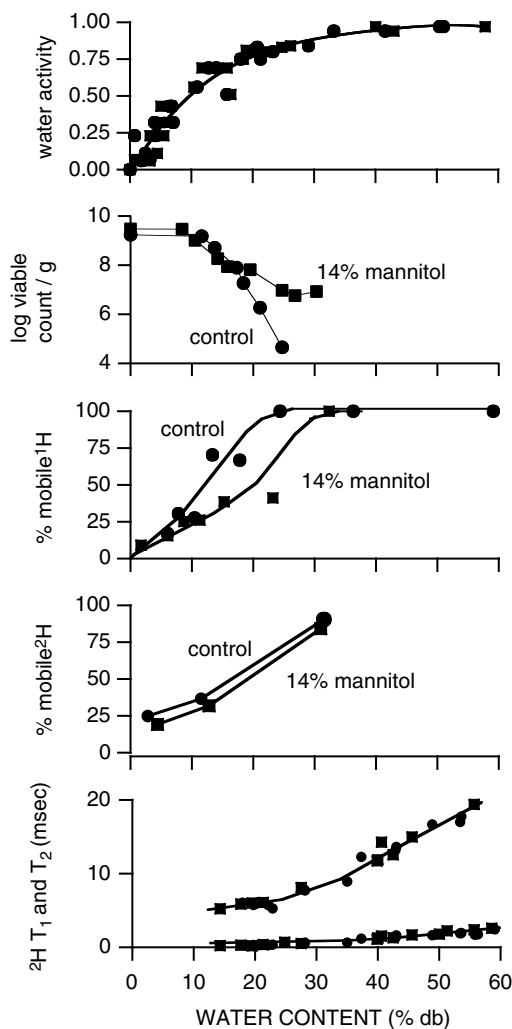 water activity
1.00
0.75
0.50
0.25
0.00
log viable
count / g
10
8
6
4
14% mannitol
control
% mobile¹H
100
75
50
25
0
control
14% mannitol
% mobile²H
100
75
50
25
0
control
14% mannitol
²H T₁ and T₂ (msec)
20
10
0
0 10 20 30 40 50 60
WATER CONTENT (% db)